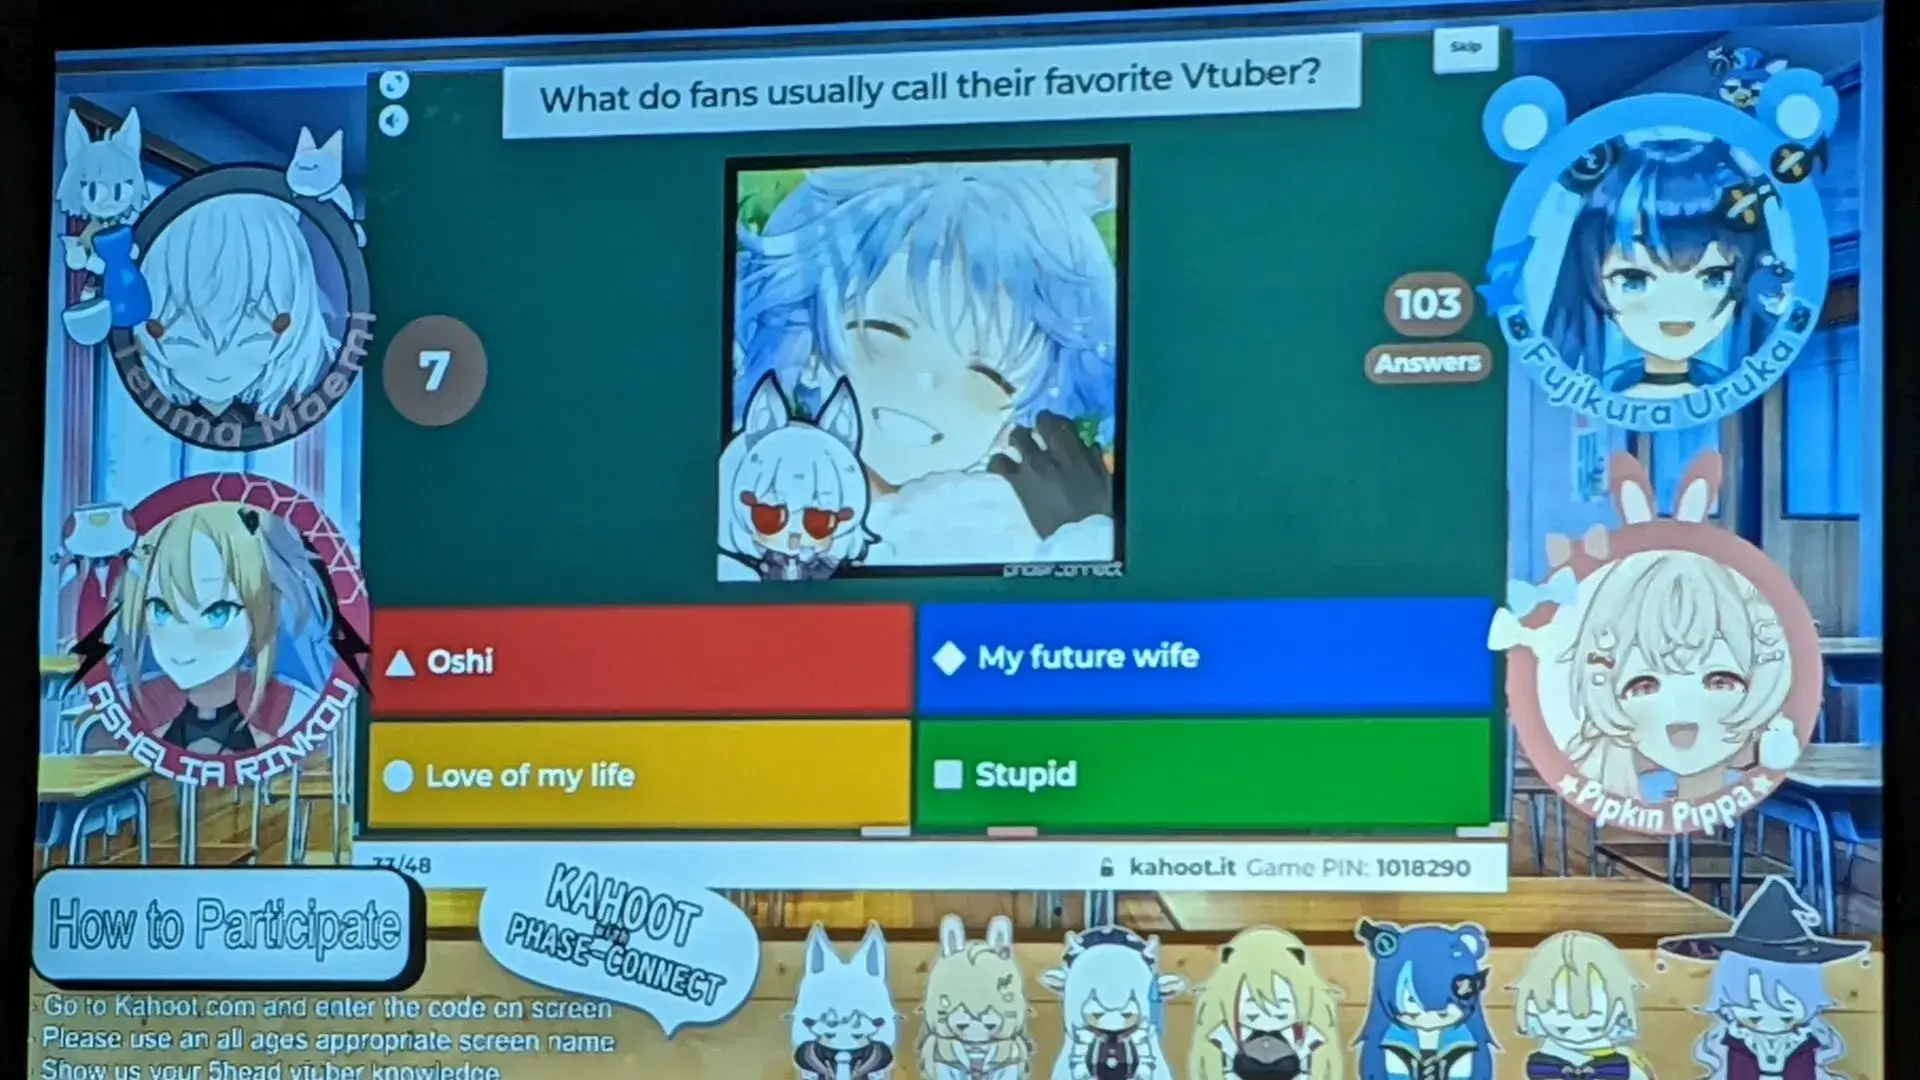 What do fans usually call their favorite Vtuber?
Skip
Tenma Maemi
7
103
Answers
Fujikura Uruka
phase connect
ASHELIA RINKOU
Pipkin Pippa
Oshi
My future wife
Love of my life
Stupid
33/48
kahoot.it Game PIN: 1018290
How to Participate
KAHOOT
WITH
PHASE-CONNECT
Go to Kahoot.com and enter the code on screen
Please use an all ages appropriate screen name
Show us your 5head vtuber knowledge